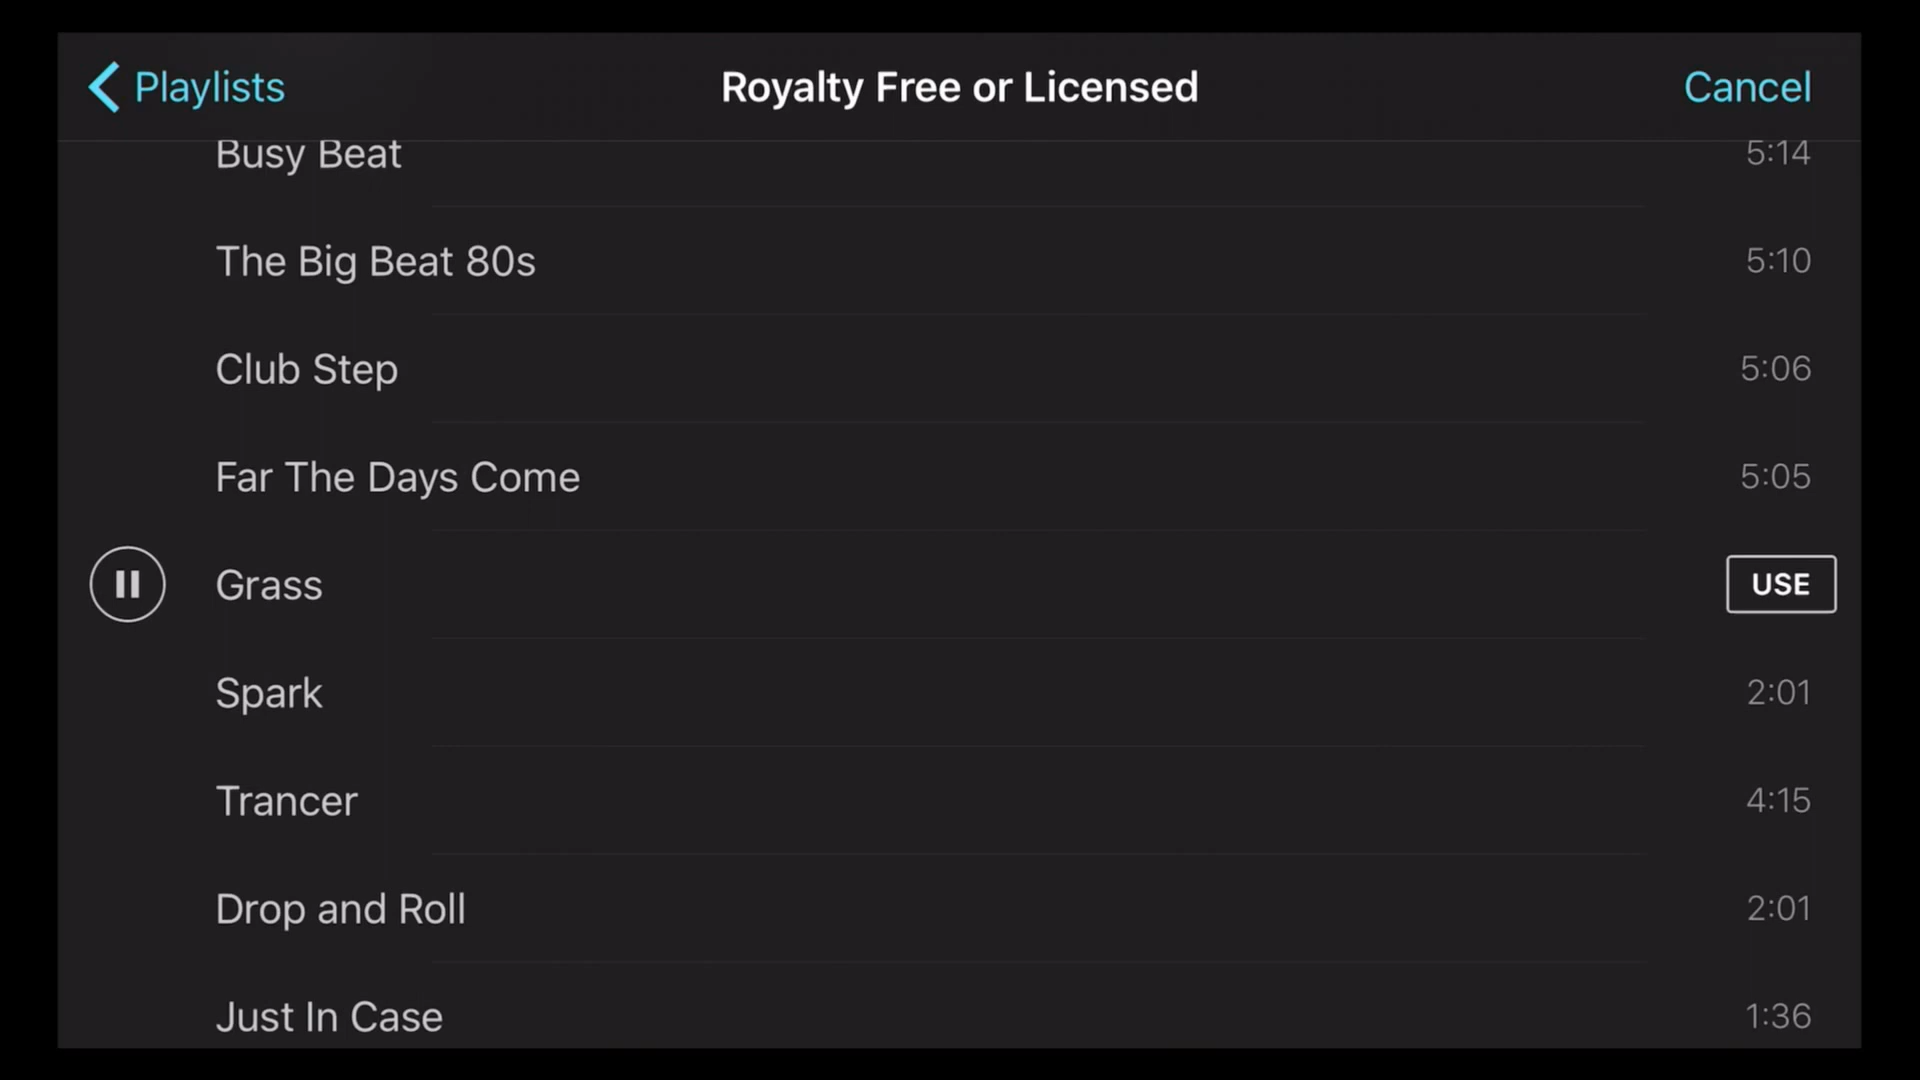 Playlists Royalty Free or Licensed Cancel
Busy Beat 5:14
The Big Beat 80s 5:10
Club Step 5:06
Far The Days Come 5:05
Grass USE
Spark 2:01
Trancer 4:15
Drop and Roll 2:01
Just In Case 1:36